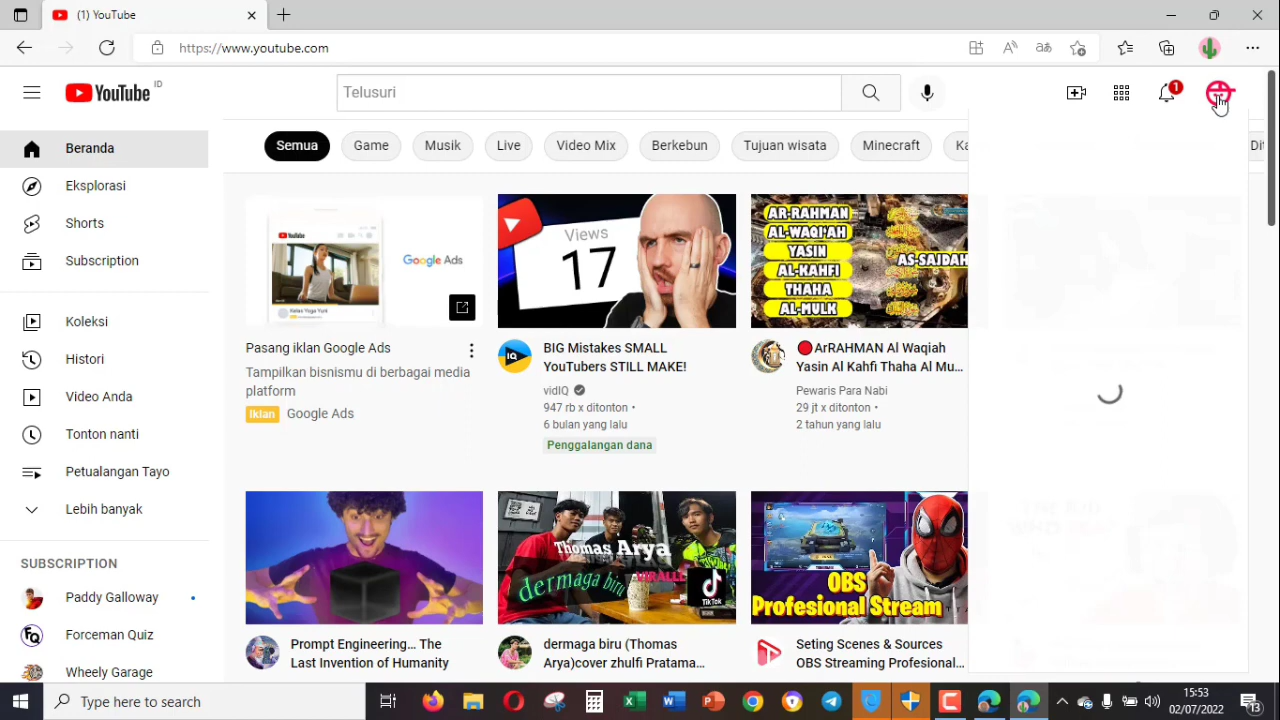 (1) YouTube
https://www.youtube.com
YouTube ID
Telusuri
1
Beranda
Eksplorasi
Shorts
Subscription
Koleksi
Histori
Video Anda
Tonton nanti
Petualangan Tayo
Lebih banyak
SUBSCRIPTION
Paddy Galloway
Forceman Quiz
Wheely Garage
Semua
Game
Musik
Live
Video Mix
Berkebun
Tujuan wisata
Minecraft
YouTube
Google Ads
Kelas Yoga Yuni
Pasang iklan Google Ads
Tampilkan bisnismu di berbagai media
platform
Iklan Google Ads
Views
17
BIG Mistakes SMALL
YouTubers STILL MAKE!
vidIQ
947 rb x ditonton •
6 bulan yang lalu
Penggalangan dana
AR-RAHMAN
AL-WAQI'AH
YASIN
AL-KAHFI
THAHA
AL-MULK
AS-SAJDAH
🔴ArRAHMAN Al Waqiah
Yasin Al Kahfi Thaha Al Mu...
Pewaris Para Nabi
29 jt x ditonton •
2 tahun yang lalu
Prompt Engineering... The
Last Invention of Humanity
Thomas Arya
VIRALLE
dermaga biru
TikTok
dermaga biru (Thomas
Arya)cover zhulfi Pratama...
OBS
Profesional Stream
Seting Scenes & Sources
OBS Streaming Profesional...
Type here to search
15:53
02/07/2022
13